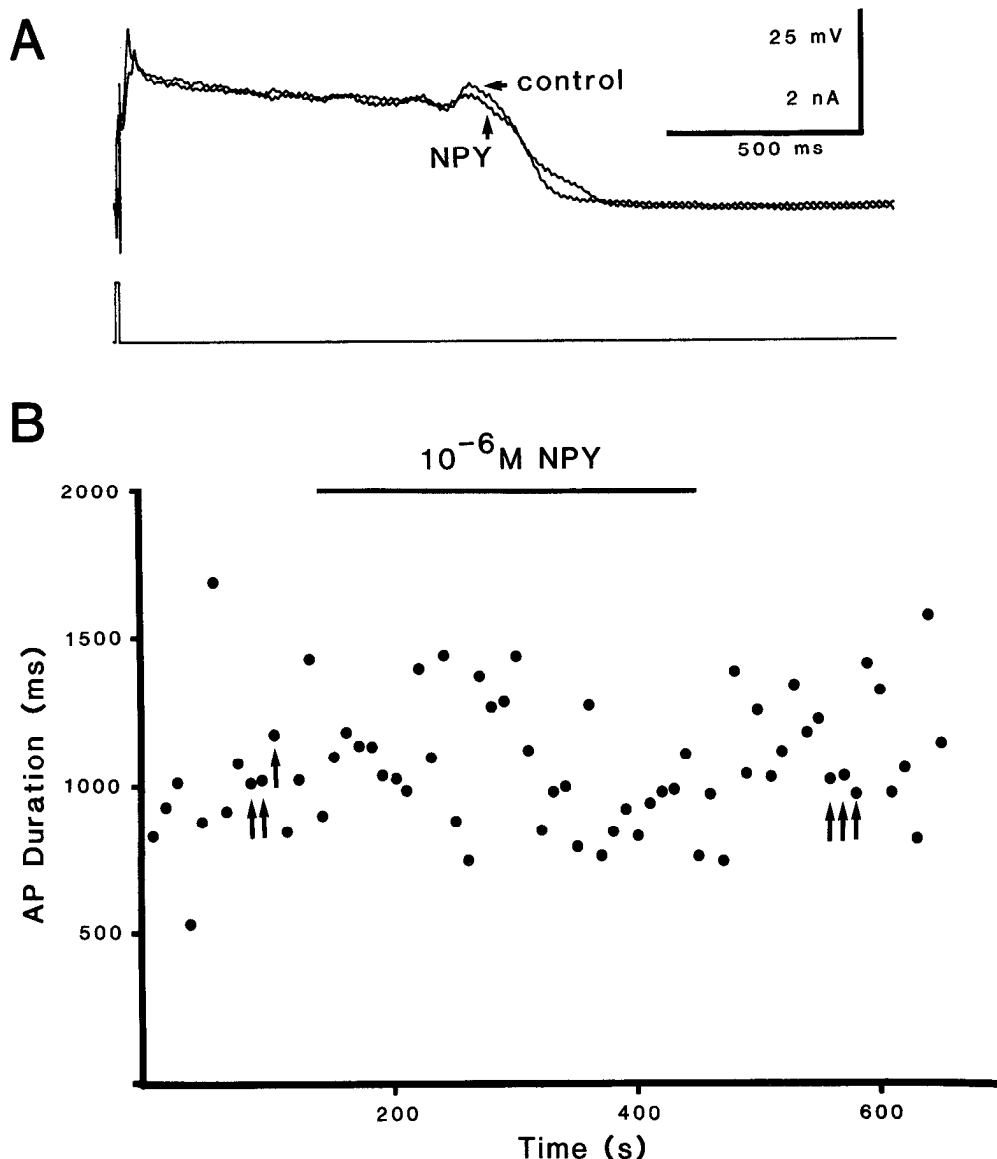 A
25 mV
control
2 nA
500 ms
NPY
B
10⁻⁶M NPY
2000
1500
1000
500
AP Duration (ms)
200
400
600
Time (s)